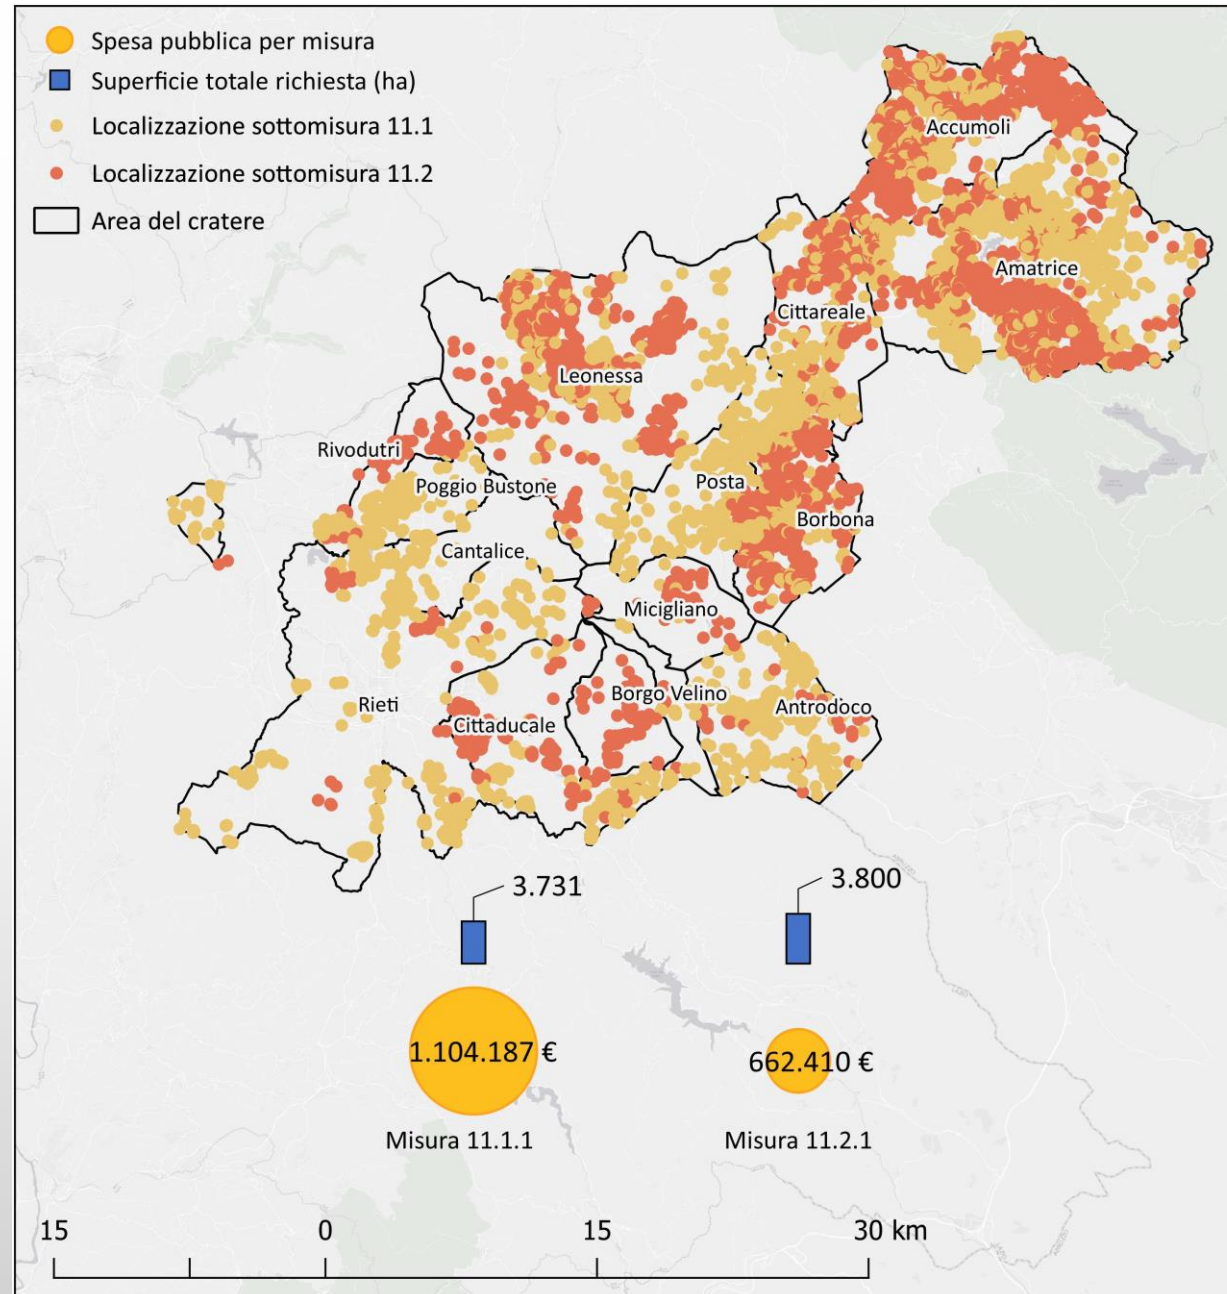 Spesa pubblica per misura
Superficie totale richiesta (ha)
Localizzazione sottomisura 11.1
Localizzazione sottomisura 11.2
Area del cratere
Accumoli
Amatrice
Cittareale
Leonessa
Rivodutri
Poggio Bustone
Posta
Borbona
Cantalice
Micigliano
Borgo Velino
Rieti
Cittaducale
Antrodoco
3.731
3.800
1.104.187 €
662.410 €
Misura 11.1.1
Misura 11.2.1
15 0 15 30 km